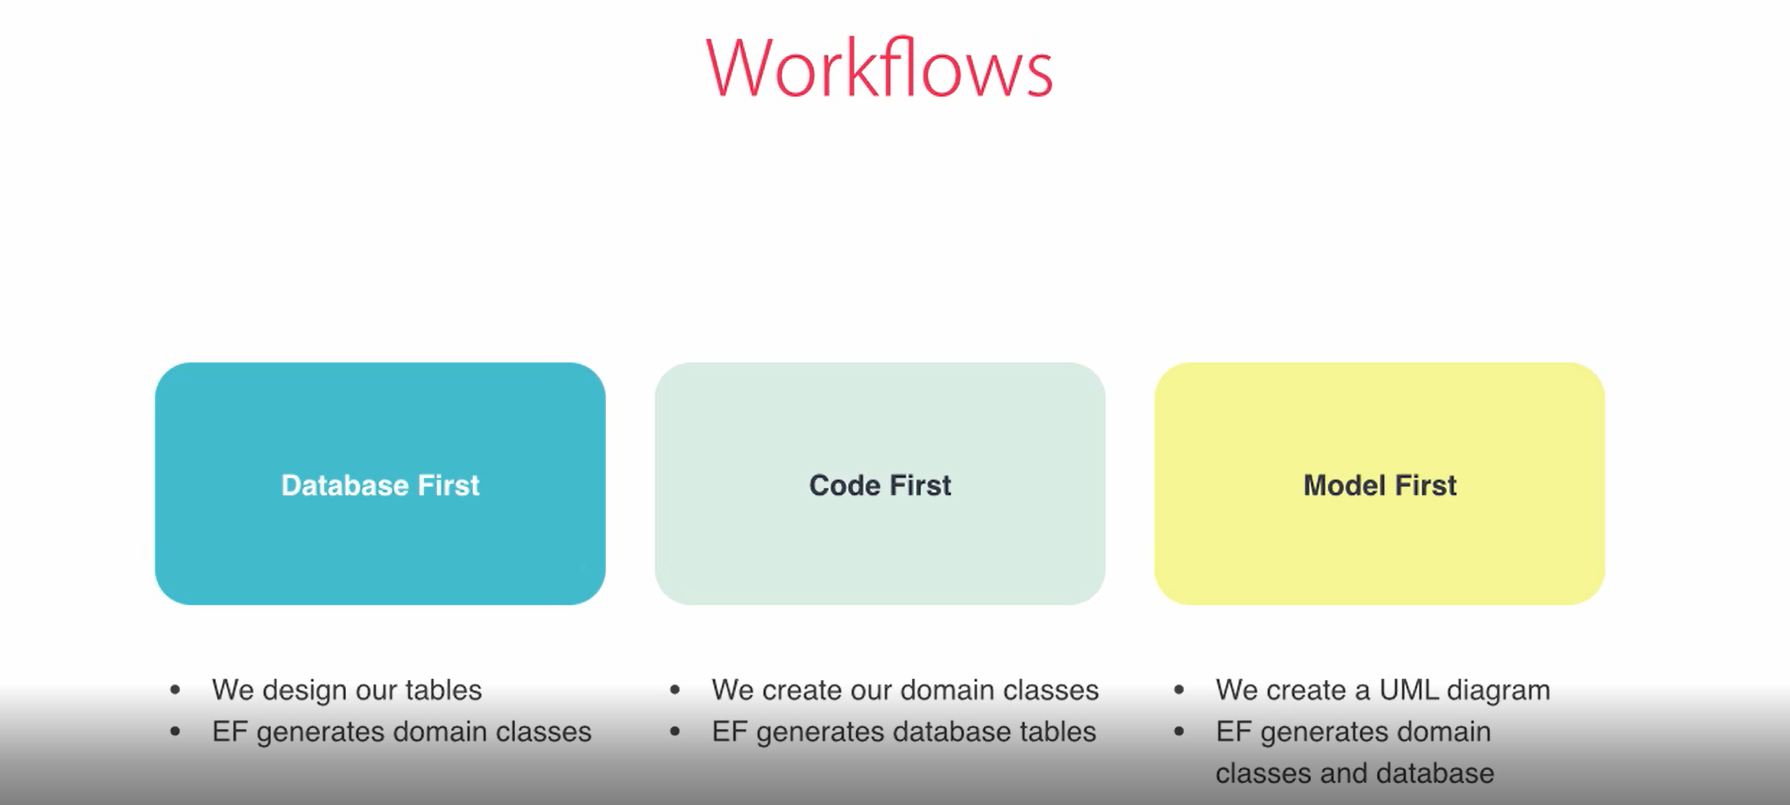 Workflows
Database First
Code First
Model First
• We design our tables
• EF generates domain classes
• We create our domain classes
• EF generates database tables
• We create a UML diagram
• EF generates domain
classes and database